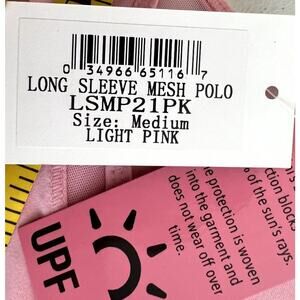 0 34966 65116 7
LONG SLEEVE MESH POLO
LSMP21PK
Size: Medium
LIGHT PINK
UPF
blocks
of the sun's rays.
protection is woven
into the garment and
does not wear off over
time.